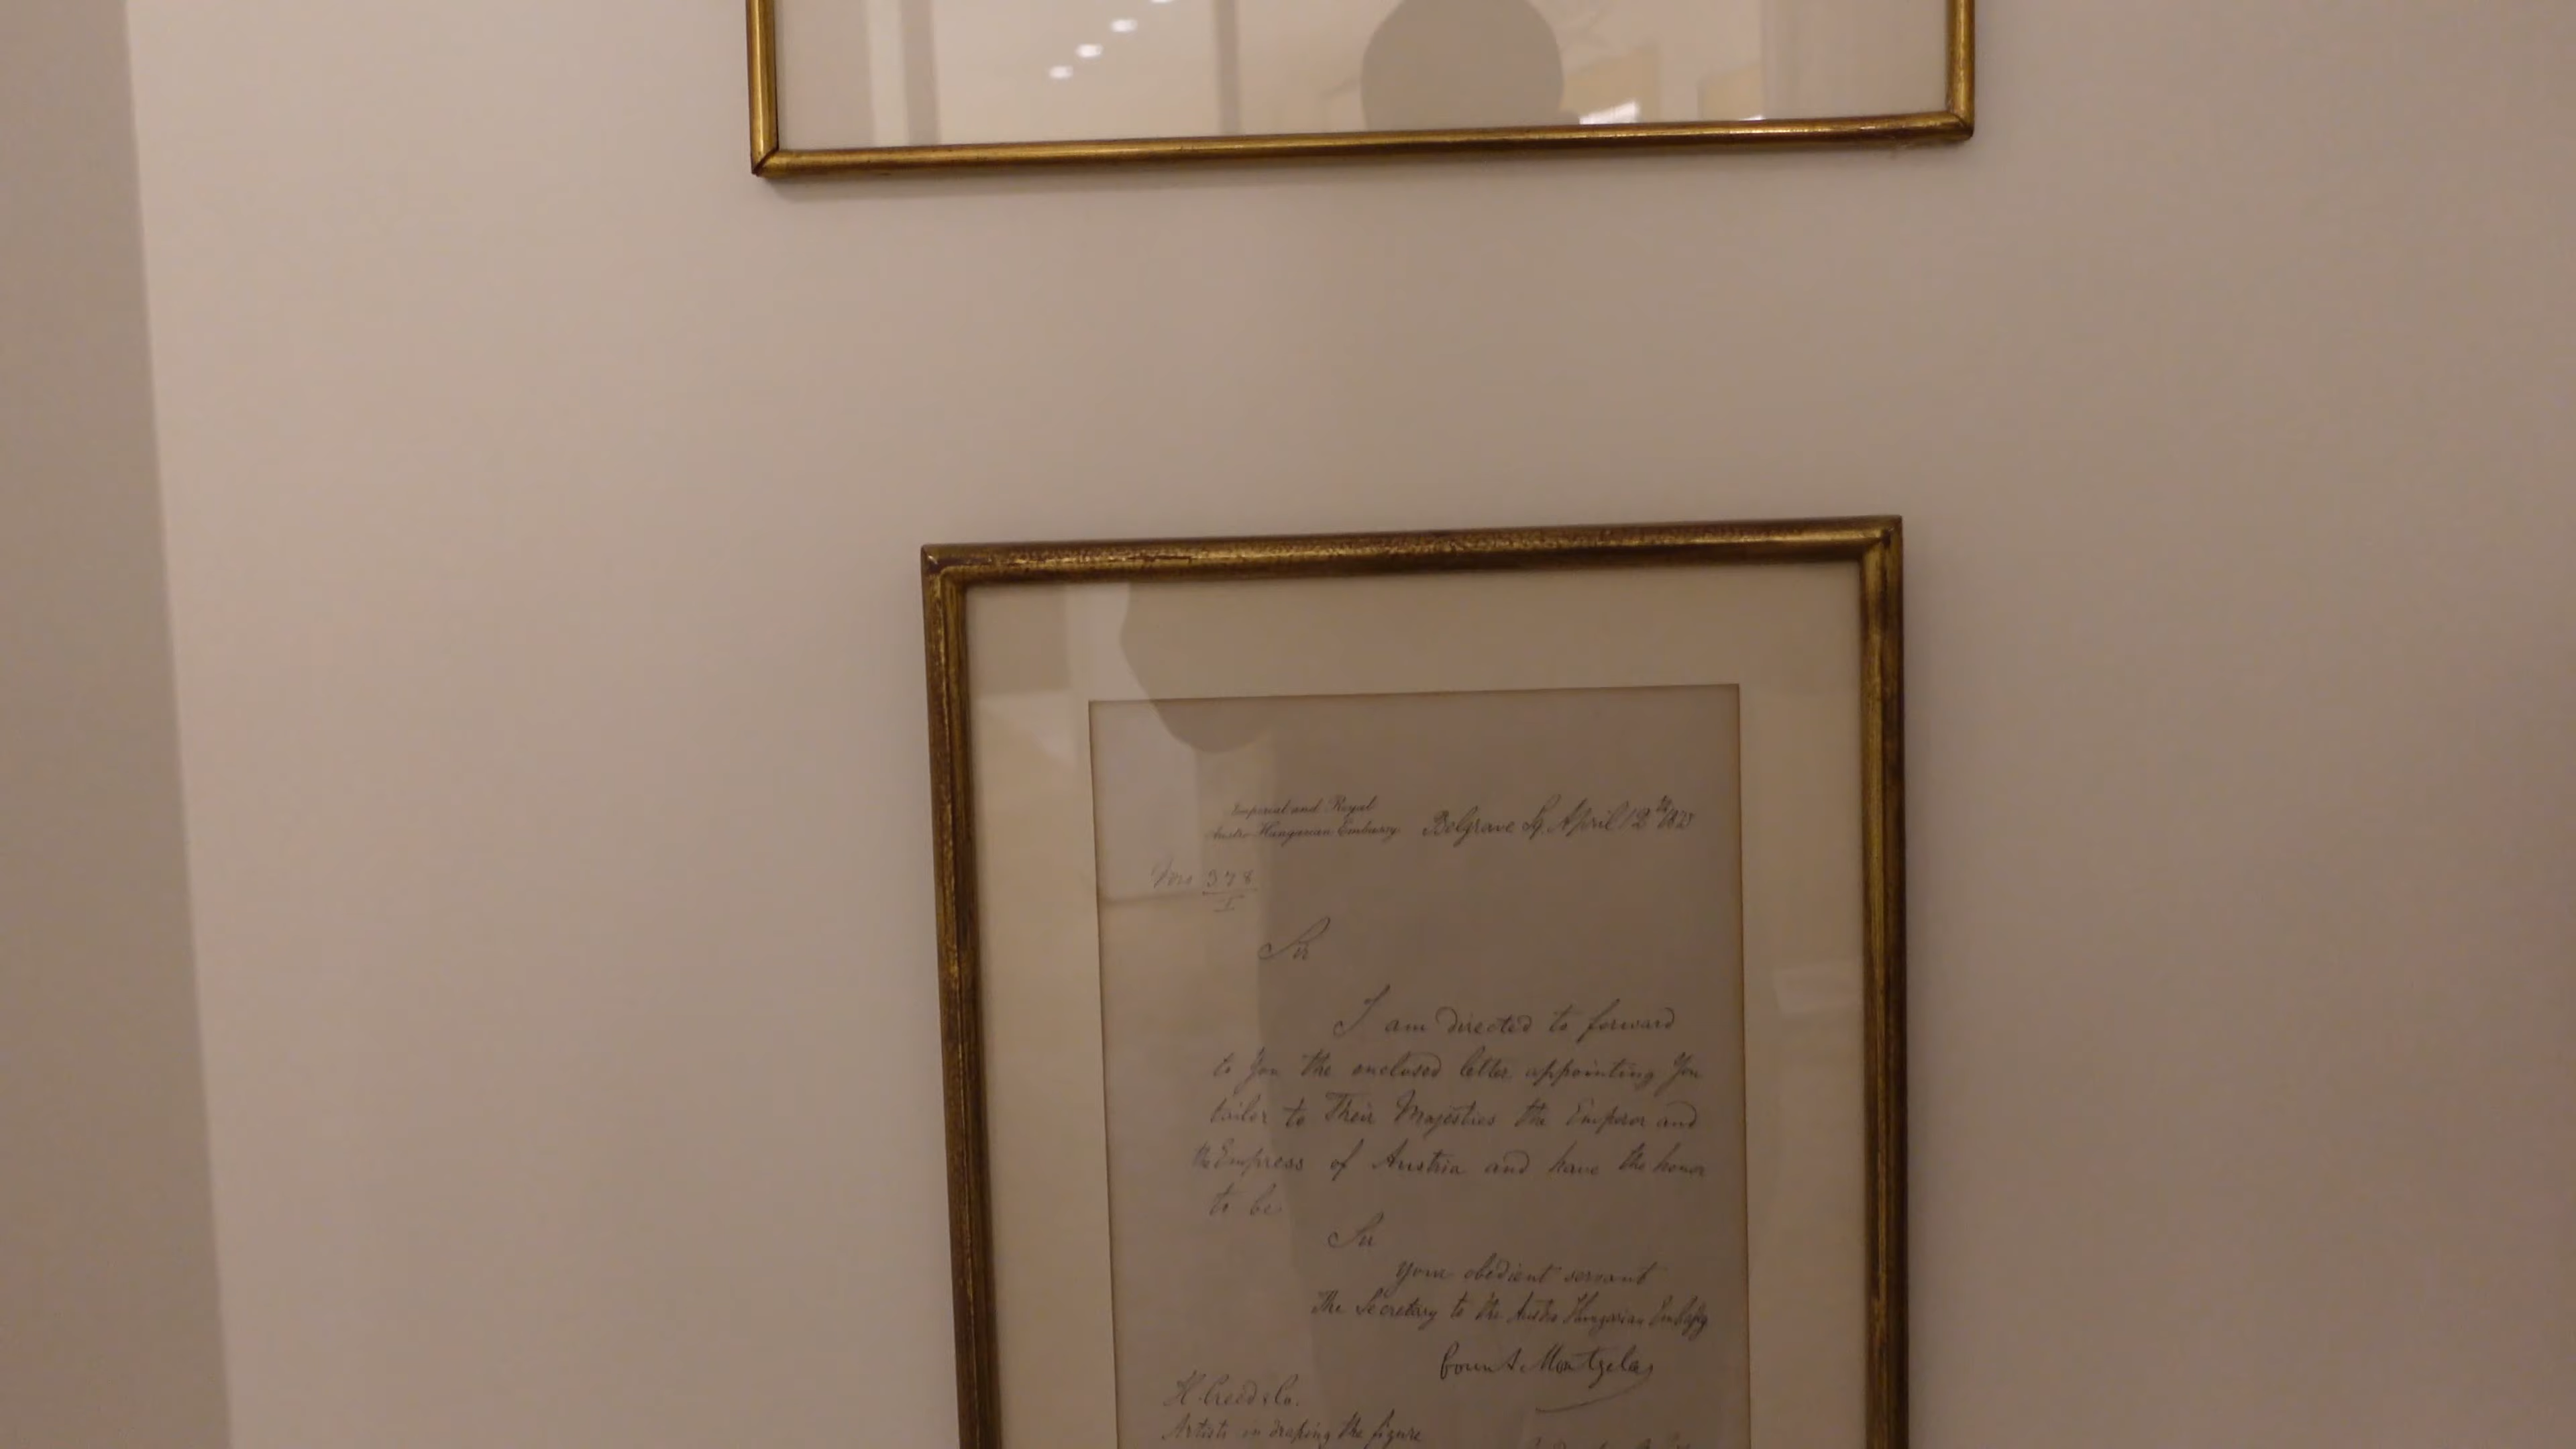 Imperial and Royal
Austro-Hungarian Embassy
Belgrave Sq. April 12th
378
I
Sir
I am directed to forward
to You the enclosed letter appointing You
tailor to Their Majesties the Emperor and
the Empress of Austria and have the honor
to be
Sir
your obedient servant
The Secretary to the Austro Hungarian Embassy
Count Montgelas
H. Creed & Co.
Artists in draping the figure